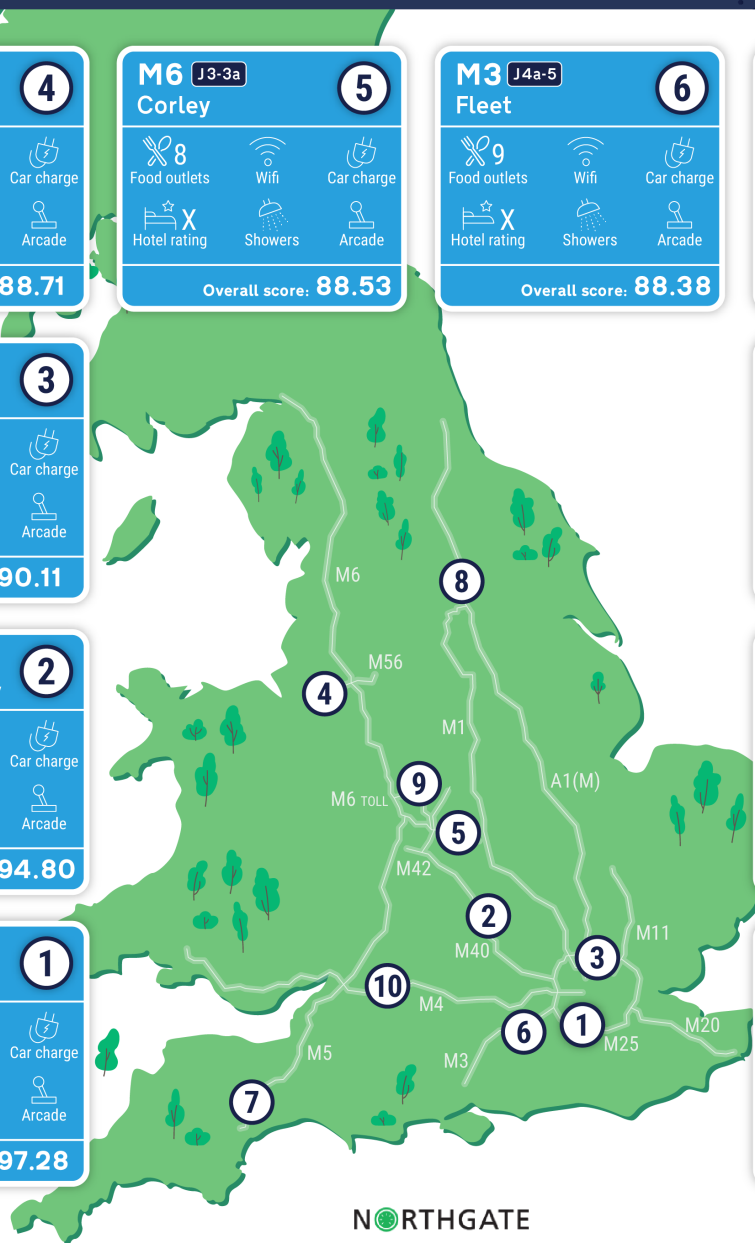 4
Car charge
Arcade
88.71
M6 J3-3a 5
Corley
8
Food outlets Wifi Car charge
X
Hotel rating Showers Arcade
Overall score: 88.53
M3 J4a-5 6
Fleet
9
Food outlets Wifi Car charge
X
Hotel rating Showers Arcade
Overall score: 88.38
3
Car charge
Arcade
90.11
2
Car charge
Arcade
94.80
1
Car charge
Arcade
97.28
M6
8
M56
4
M1
9
A1(M)
M6 TOLL
5
M42
2
M11
M40
3
10
M4
1
6
M20
M25
M5
M3
7
NORTHGATE